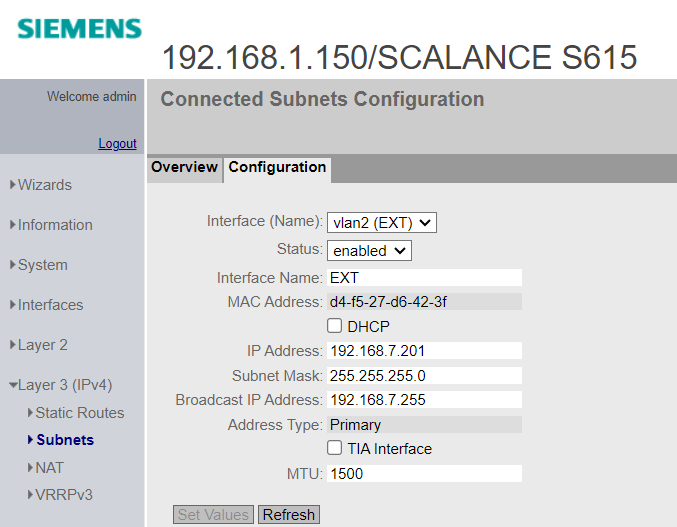 SIEMENS
192.168.1.150/SCALANCE S615
Welcome admin
Logout
Connected Subnets Configuration
Overview Configuration
Wizards
Information
System
Interfaces
Layer 2
Layer 3 (IPv4)
Static Routes
Subnets
NAT
VRRPv3
Interface (Name): vlan2 (EXT)
Status: enabled
Interface Name: EXT
MAC Address: d4-f5-27-d6-42-3f
DHCP
IP Address: 192.168.7.201
Subnet Mask: 255.255.255.0
Broadcast IP Address: 192.168.7.255
Address Type: Primary
TIA Interface
MTU: 1500
Set Values Refresh